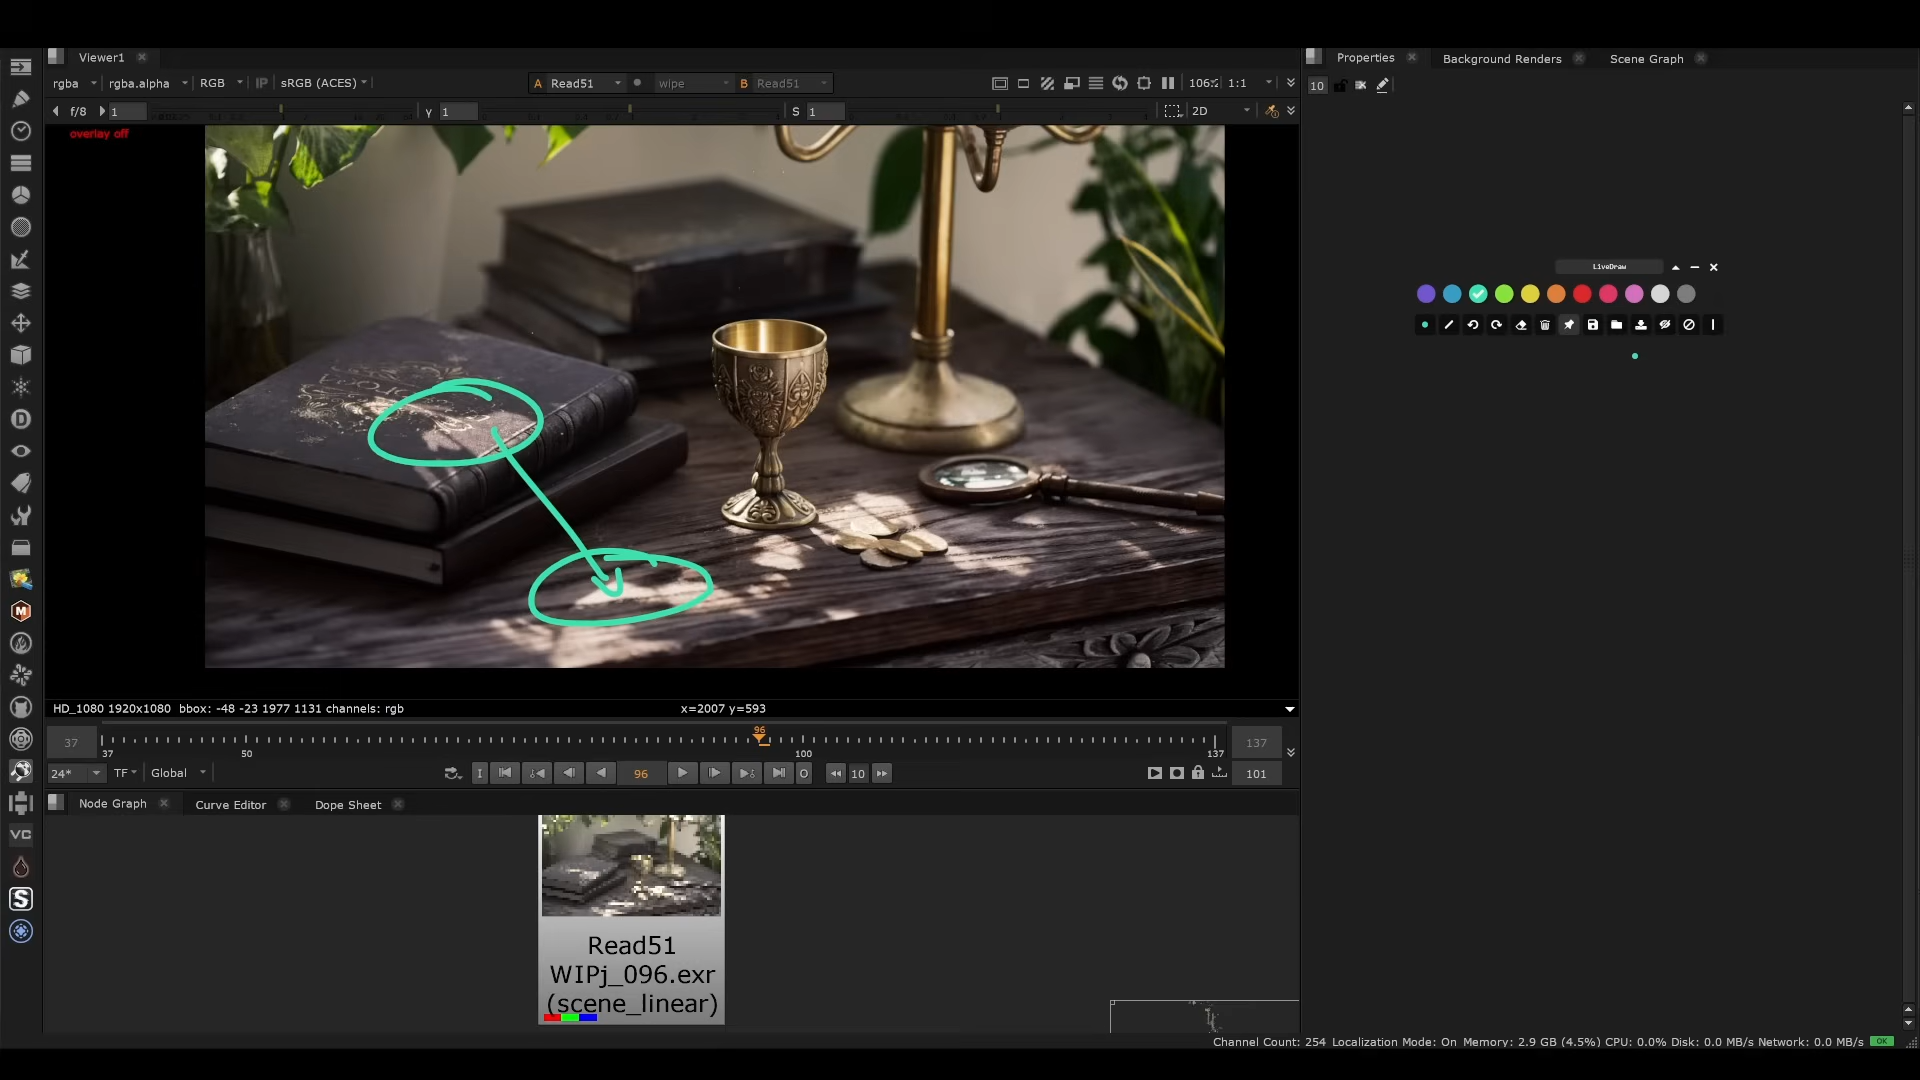 Viewer1
Properties
Background Renders
Scene Graph
rgba
rgba.alpha
RGB
IP
sRGB (ACES)
A Read51
wipe
B Read51
1:1
10
f/8
1
γ 1
S 1
2D
overlay off
LiveDraw
HD_1080 1920x1080 bbox: -48 -23 1977 1131 channels: rgb
x=2007 y=593
37
37
50
96
100
137
137
24*
TF
Global
I
96
O
10
101
Node Graph
Curve Editor
Dope Sheet
VC
D
M
S
Read51
WIPj_096.exr
(scene_linear)
Channel Count: 254 Localization Mode: On Memory: 2.9 GB (4.5%) CPU: 0.0% Disk: 0.0 MB/s Network: 0.0 MB/s
OK